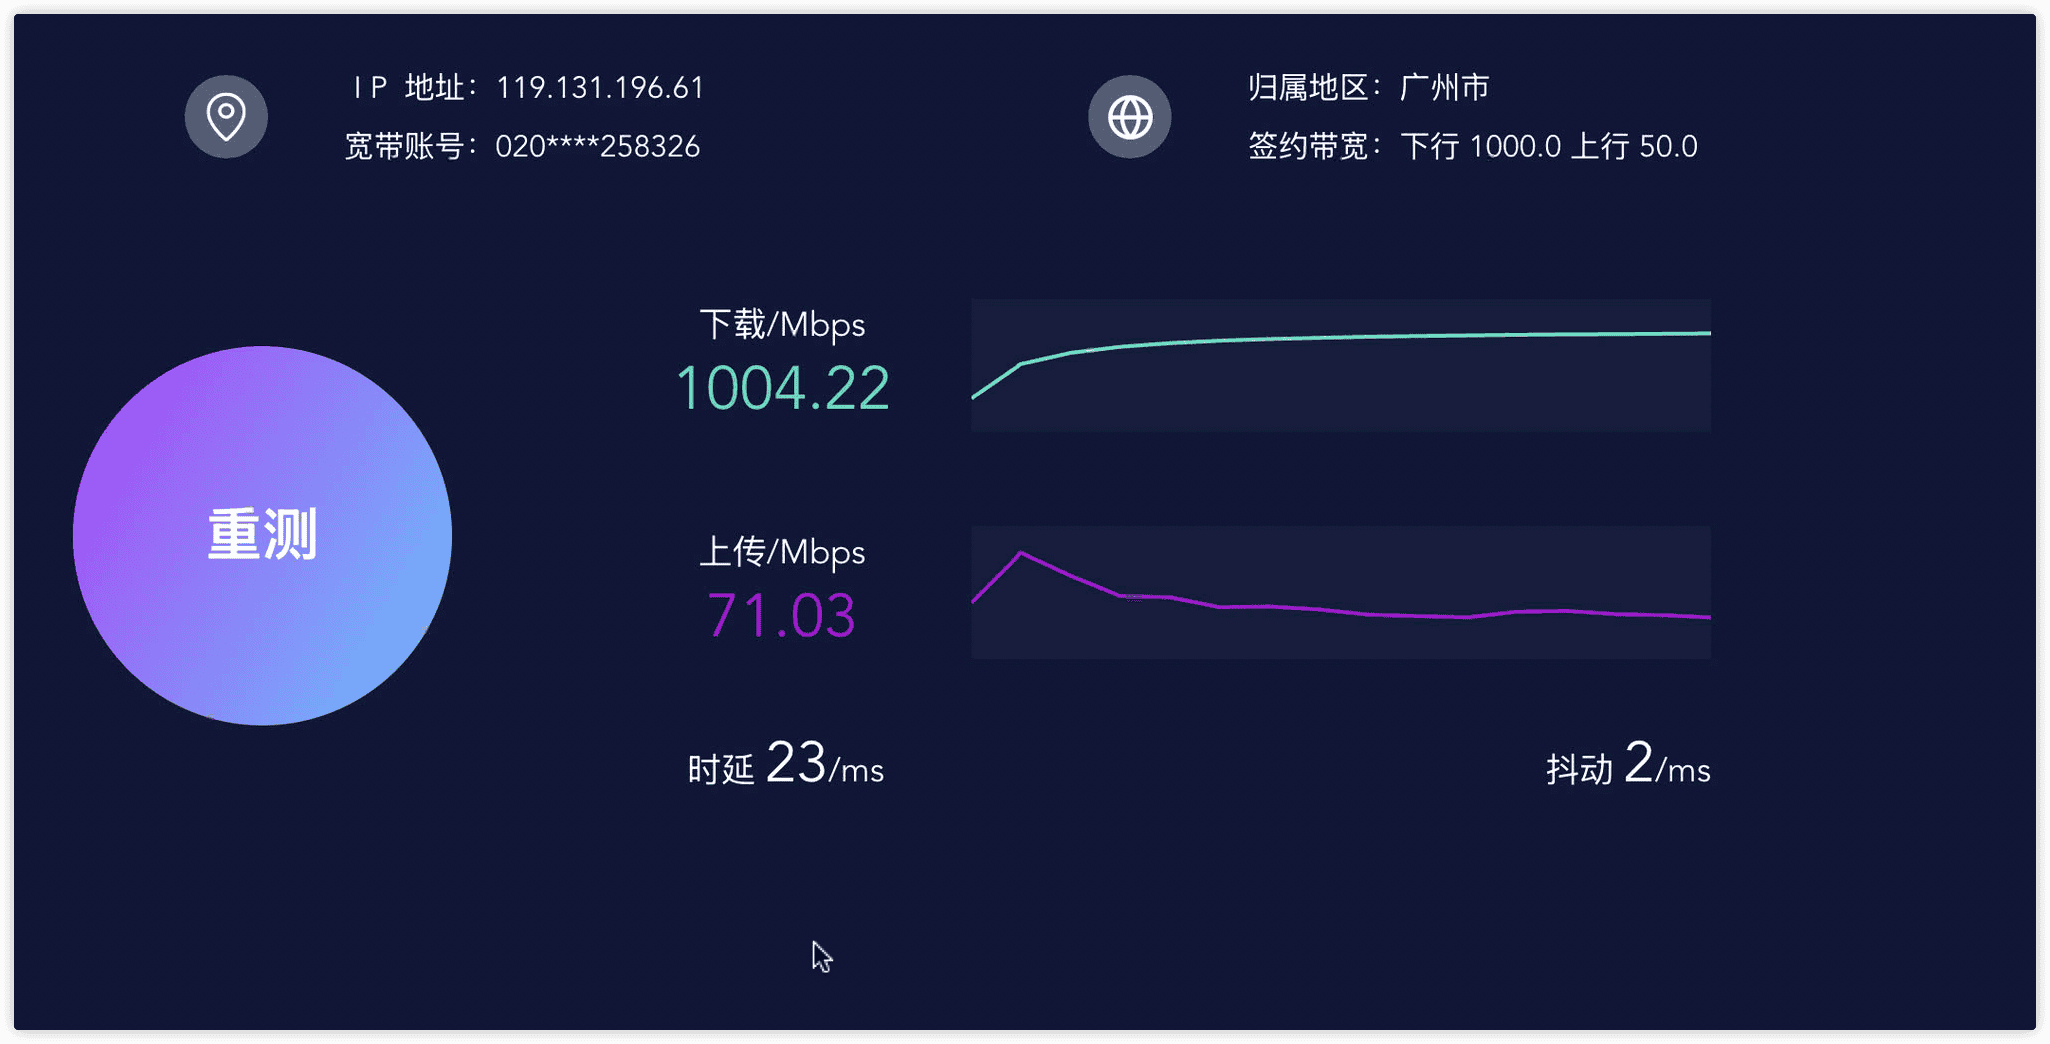 IP 地址：119.131.196.61
宽带账号：020****258326
归属地区：广州市
签约带宽：下行 1000.0 上行 50.0
下载/Mbps
1004.22
重测
上传/Mbps
71.03
时延 23/ms
抖动 2/ms